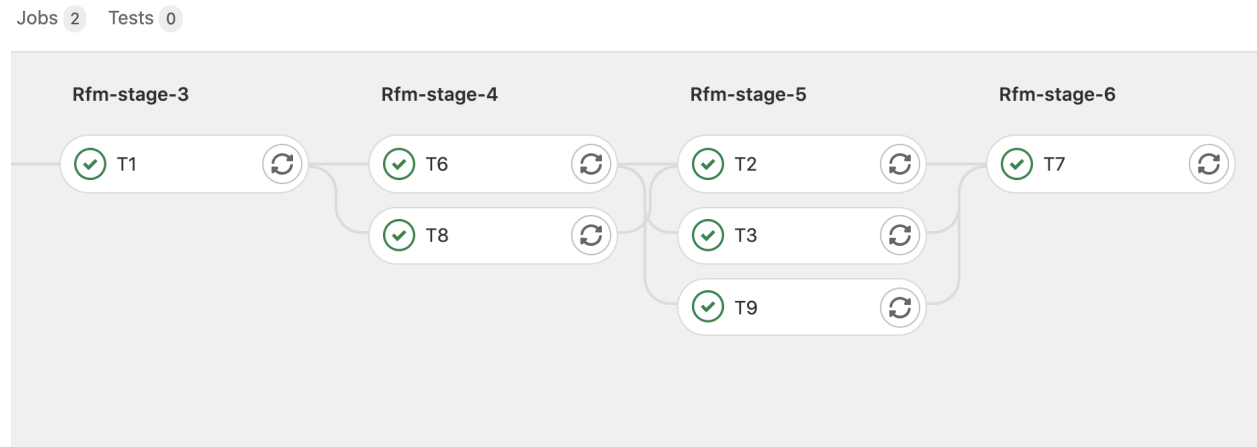 Jobs 2 Tests 0
Rfm-stage-3 Rfm-stage-4 Rfm-stage-5 Rfm-stage-6
T1 T6 T2 T7
T8 T3
T9